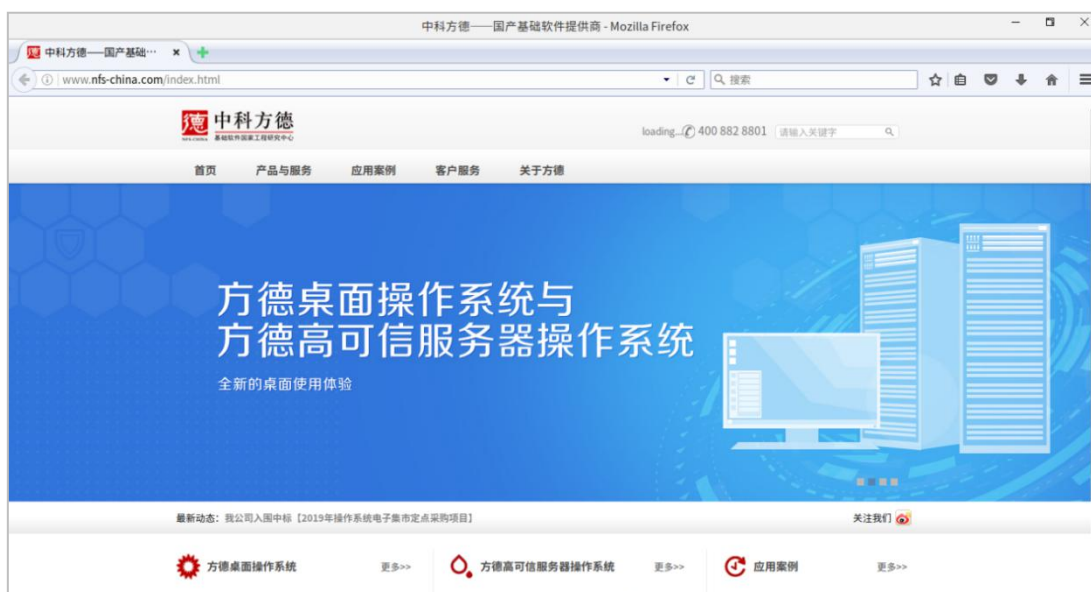 中科方德——国产基础软件提供商 - Mozilla Firefox
中科方德——国产基础…
www.nfs-china.com/index.html
搜索
德 中科方德
NFS-CHINA 基础软件国家工程研究中心
loading... 400 882 8801 请输入关键字
首页 产品与服务 应用案例 客户服务 关于方德
方德桌面操作系统与
方德高可信服务器操作系统
全新的桌面使用体验
最新动态：我公司入围中标【2019年操作系统电子集市定点采购项目】 关注我们
方德桌面操作系统 更多>> 方德高可信服务器操作系统 更多>> 应用案例 更多>>